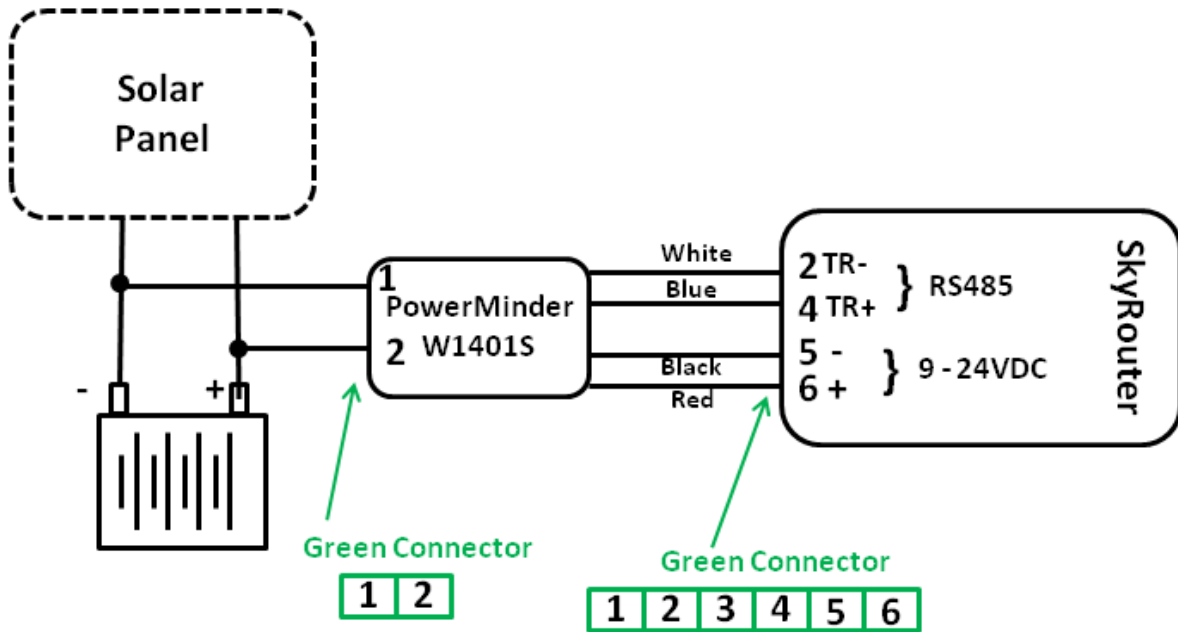 Solar
Panel
- +
1
PowerMinder
2 W1401S
White
Blue
Black
Red
2 TR-
4 TR+
} RS485
5 -
6 +
} 9 - 24VDC
SkyRouter
Green Connector
1 2
Green Connector
1 2 3 4 5 6